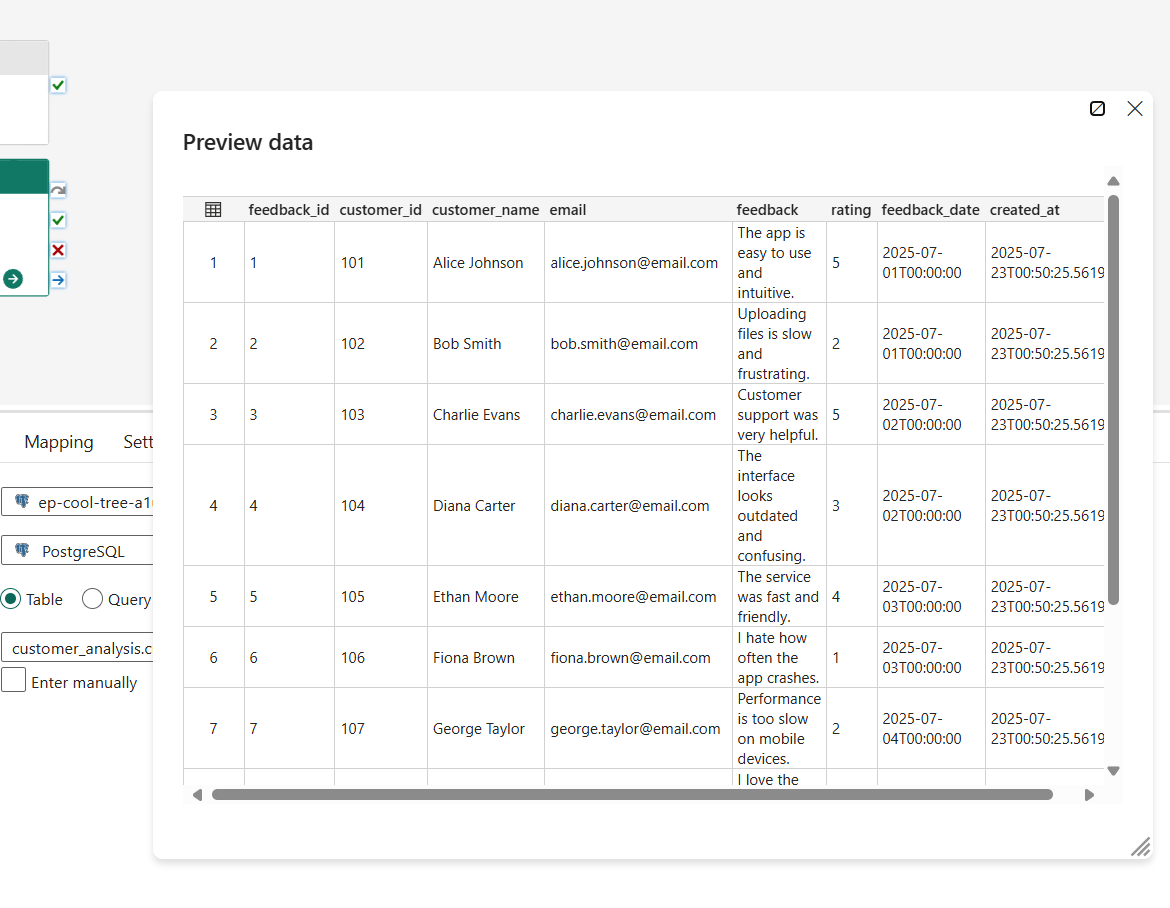 Preview data
feedback_id customer_id customer_name email feedback rating feedback_date created_at
1 1 101 Alice Johnson alice.johnson@email.com The app is easy to use and intuitive. 5 2025-07-01T00:00:00 2025-07-23T00:50:25.5619
2 2 102 Bob Smith bob.smith@email.com Uploading files is slow and frustrating. 2 2025-07-01T00:00:00 2025-07-23T00:50:25.5619
3 3 103 Charlie Evans charlie.evans@email.com Customer support was very helpful. 5 2025-07-02T00:00:00 2025-07-23T00:50:25.5619
4 4 104 Diana Carter diana.carter@email.com The interface looks outdated and confusing. 3 2025-07-02T00:00:00 2025-07-23T00:50:25.5619
5 5 105 Ethan Moore ethan.moore@email.com The service was fast and friendly. 4 2025-07-03T00:00:00 2025-07-23T00:50:25.5619
6 6 106 Fiona Brown fiona.brown@email.com I hate how often the app crashes. 1 2025-07-03T00:00:00 2025-07-23T00:50:25.5619
7 7 107 George Taylor george.taylor@email.com Performance is too slow on mobile devices. 2 2025-07-04T00:00:00 2025-07-23T00:50:25.5619
I love the
Mapping Sett
ep-cool-tree-a1
PostgreSQL
Table Query
customer_analysis.c
Enter manually